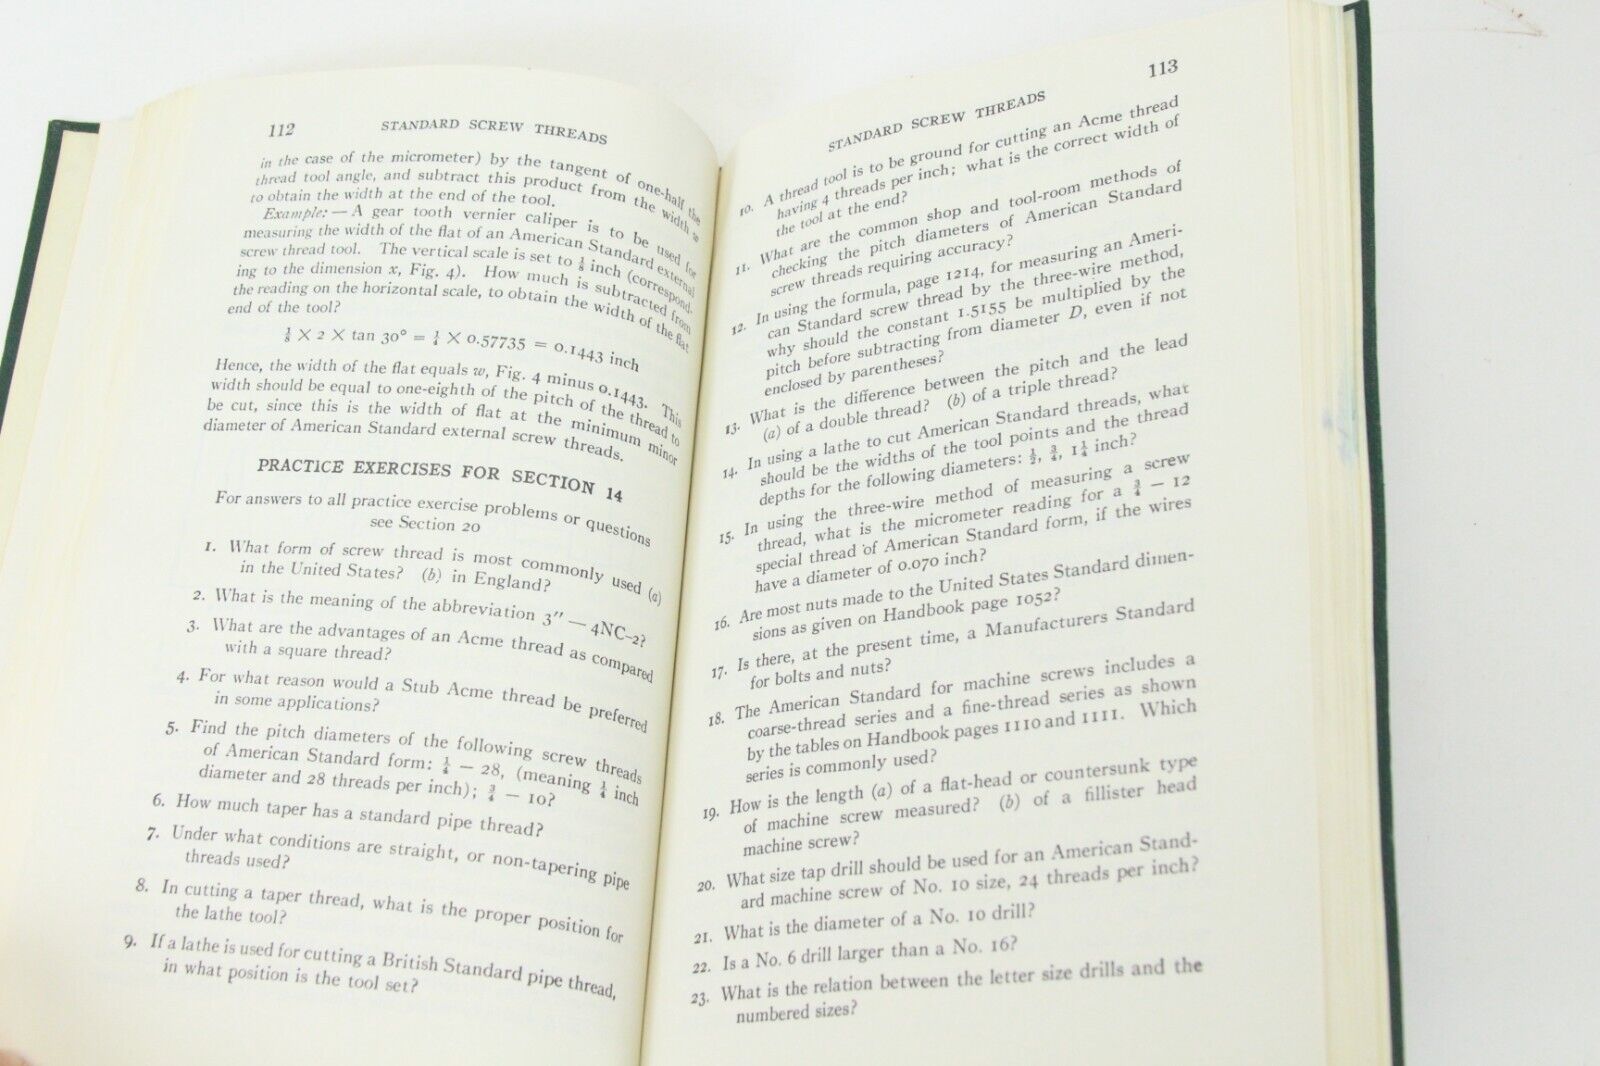 112
STANDARD SCREW THREADS
in the case of the micrometer) by the tangent of one-half the
thread tool angle, and subtract this product from the width w
to obtain the width at the end of the tool.
Example: — A gear tooth vernier caliper is to be used for
measuring the width of the flat of an American Standard external
screw thread tool. The vertical scale is set to ⅛ inch (correspond-
ing to the dimension x, Fig. 4). How much is subtracted from
the reading on the horizontal scale, to obtain the width of the flat
end of the tool?
⅛ × 2 × tan 30° = ¼ × 0.57735 = 0.1443 inch
Hence, the width of the flat equals w, Fig. 4 minus 0.1443. This
width should be equal to one-eighth of the pitch of the thread to
be cut, since this is the width of flat at the minimum minor
diameter of American Standard external screw threads.
PRACTICE EXERCISES FOR SECTION 14
For answers to all practice exercise problems or questions
see Section 20
1. What form of screw thread is most commonly used (a)
in the United States? (b) in England?
2. What is the meaning of the abbreviation 3″ — 4NC–2?
3. What are the advantages of an Acme thread as compared
with a square thread?
4. For what reason would a Stub Acme thread be preferred
in some applications?
5. Find the pitch diameters of the following screw threads
of American Standard form: ¼ — 28, (meaning ¼ inch
diameter and 28 threads per inch); ¾ — 10?
6. How much taper has a standard pipe thread?
7. Under what conditions are straight, or non-tapering pipe
threads used?
8. In cutting a taper thread, what is the proper position for
the lathe tool?
9. If a lathe is used for cutting a British Standard pipe thread,
in what position is the tool set?
113
STANDARD SCREW THREADS
10. A thread tool is to be ground for cutting an Acme thread
having 4 threads per inch; what is the correct width of
the tool at the end?
11. What are the common shop and tool-room methods of
checking the pitch diameters of American Standard
screw threads requiring accuracy?
12. In using the formula, page 1214, for measuring an Ameri-
can Standard screw thread by the three-wire method,
why should the constant 1.5155 be multiplied by the
pitch before subtracting from diameter D, even if not
enclosed by parentheses?
13. What is the difference between the pitch and the lead
(a) of a double thread? (b) of a triple thread?
14. In using a lathe to cut American Standard threads, what
should be the widths of the tool points and the thread
depths for the following diameters: ½, ¾, 1¼ inch?
15. In using the three-wire method of measuring a screw
thread, what is the micrometer reading for a ¾ — 12
special thread of American Standard form, if the wires
have a diameter of 0.070 inch?
16. Are most nuts made to the United States Standard dimen-
sions as given on Handbook page 1052?
17. Is there, at the present time, a Manufacturers Standard
for bolts and nuts?
18. The American Standard for machine screws includes a
coarse-thread series and a fine-thread series as shown
by the tables on Handbook pages 1110 and 1111. Which
series is commonly used?
19. How is the length (a) of a flat-head or countersunk type
of machine screw measured? (b) of a fillister head
machine screw?
20. What size tap drill should be used for an American Stand-
ard machine screw of No. 10 size, 24 threads per inch?
21. What is the diameter of a No. 10 drill?
22. Is a No. 6 drill larger than a No. 16?
23. What is the relation between the letter size drills and the
numbered sizes?